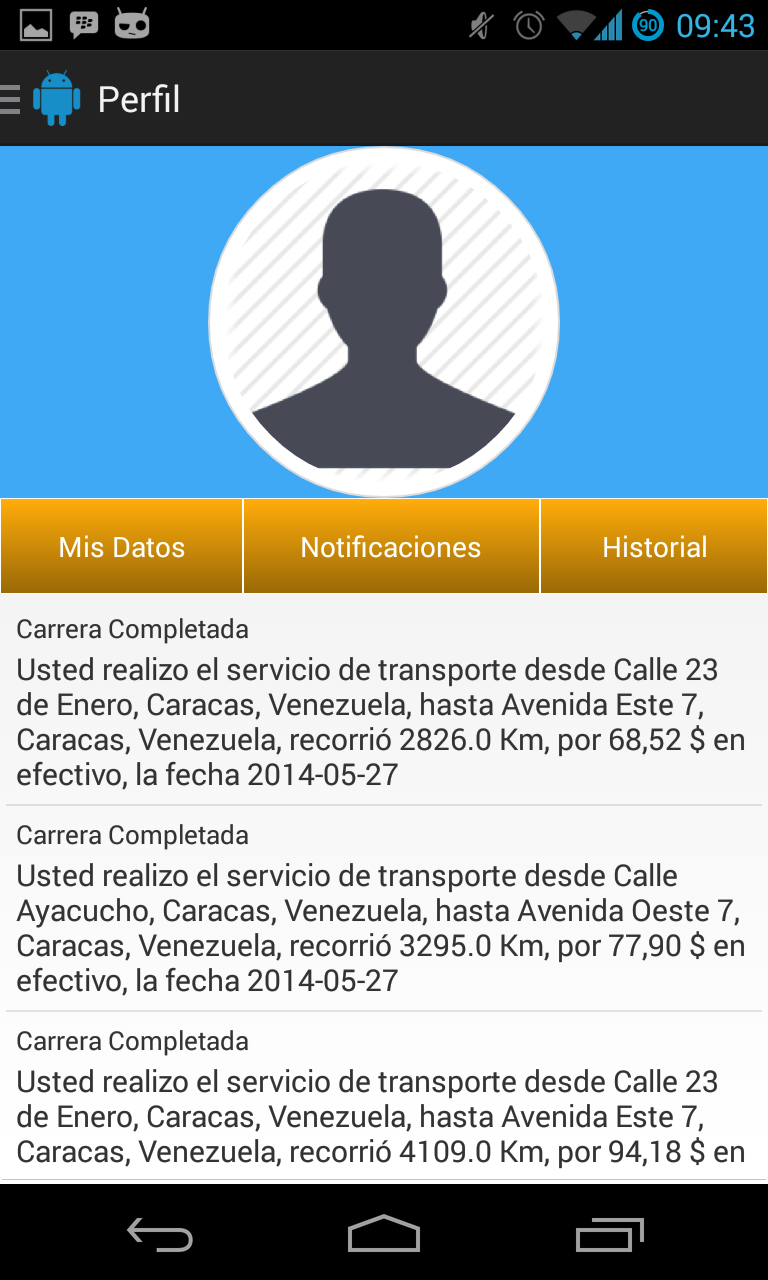 90 09:43
Perfil
Mis Datos Notificaciones Historial
Carrera Completada
Usted realizo el servicio de transporte desde Calle 23
de Enero, Caracas, Venezuela, hasta Avenida Este 7,
Caracas, Venezuela, recorrió 2826.0 Km, por 68,52 $ en
efectivo, la fecha 2014-05-27
Carrera Completada
Usted realizo el servicio de transporte desde Calle
Ayacucho, Caracas, Venezuela, hasta Avenida Oeste 7,
Caracas, Venezuela, recorrió 3295.0 Km, por 77,90 $ en
efectivo, la fecha 2014-05-27
Carrera Completada
Usted realizo el servicio de transporte desde Calle 23
de Enero, Caracas, Venezuela, hasta Avenida Este 7,
Caracas, Venezuela, recorrió 4109.0 Km, por 94,18 $ en